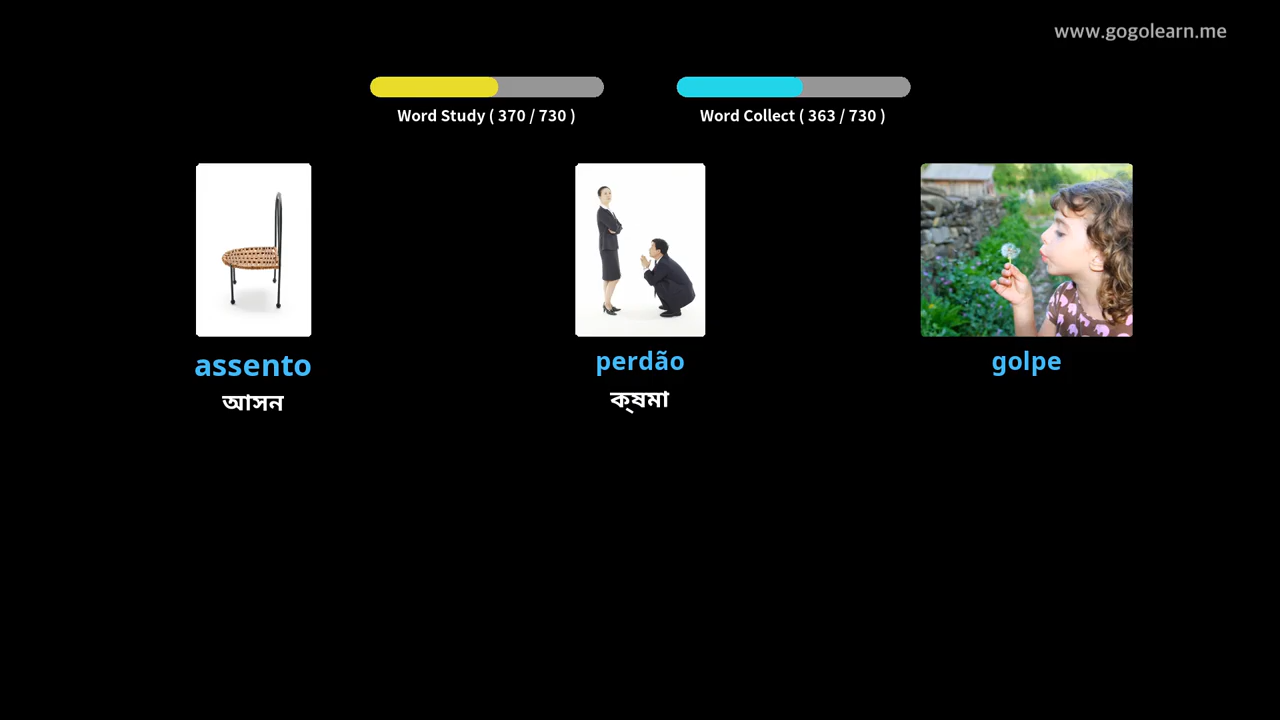 www.gogolearn.me
Word Study ( 370 / 730 )
Word Collect ( 363 / 730 )
assento
perdão
golpe
আসন
ক্ষমা